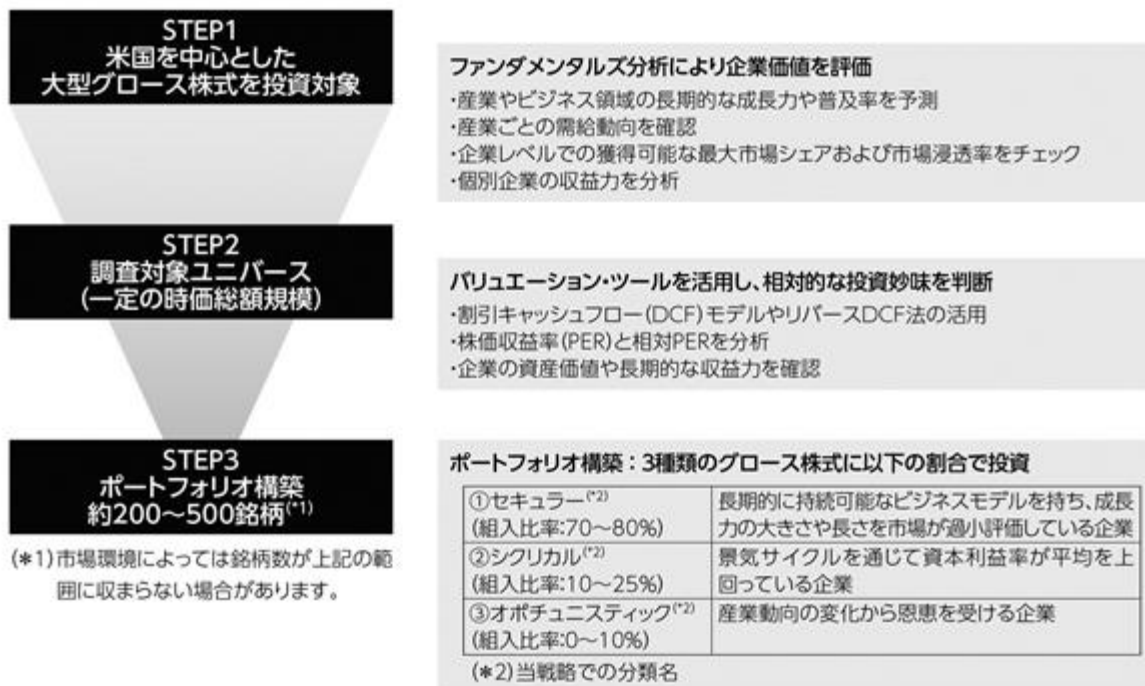 STEP1
米国を中心とした
大型グロース株式を投資対象
ファンダメンタルズ分析により企業価値を評価
・産業やビジネス領域の長期的な成長力や普及率を予測
・産業ごとの需給動向を確認
・企業レベルでの獲得可能な最大市場シェアおよび市場浸透率をチェック
・個別企業の収益力を分析
STEP2
調査対象ユニバース
(一定の時価総額規模)
バリュエーション・ツールを活用し、相対的な投資妙味を判断
・割引キャッシュフロー(DCF)モデルやリバースDCF法の活用
・株価収益率(PER)と相対PERを分析
・企業の資産価値や長期的な収益力を確認
STEP3
ポートフォリオ構築
約200～500銘柄(*1)
(*1)市場環境によっては銘柄数が上記の範
囲に収まらない場合があります。
ポートフォリオ構築：3種類のグロース株式に以下の割合で投資
①セキュラー(*2)
(組入比率:70～80%)
長期的に持続可能なビジネスモデルを持ち、成長
力の大きさや長さを市場が過小評価している企業
②シクリカル(*2)
(組入比率:10～25%)
景気サイクルを通じて資本利益率が平均を上
回っている企業
③オポチュニスティック(*2)
(組入比率:0～10%)
産業動向の変化から恩恵を受ける企業
(*2)当戦略での分類名